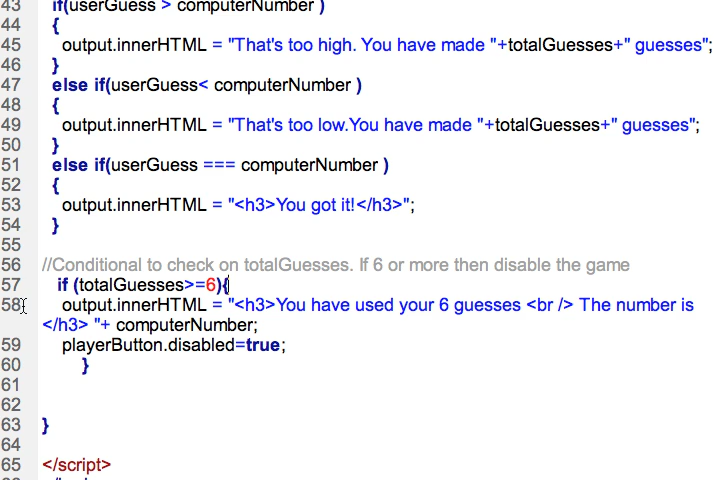 43 if(userGuess > computerNumber )
44 {
45 output.innerHTML = "That's too high. You have made "+totalGuesses+" guesses";
46 }
47 else if(userGuess< computerNumber )
48 {
49 output.innerHTML = "That's too low.You have made "+totalGuesses+" guesses";
50 }
51 else if(userGuess === computerNumber )
52 {
53 output.innerHTML = "<h3>You got it!</h3>";
54 }
55
56 //Conditional to check on totalGuesses. If 6 or more then disable the game
57 if (totalGuesses>=6){
58 output.innerHTML = "<h3>You have used your 6 guesses <br /> The number is
</h3> "+ computerNumber;
59 playerButton.disabled=true;
60 }
61
62
63 }
64
65 </script>